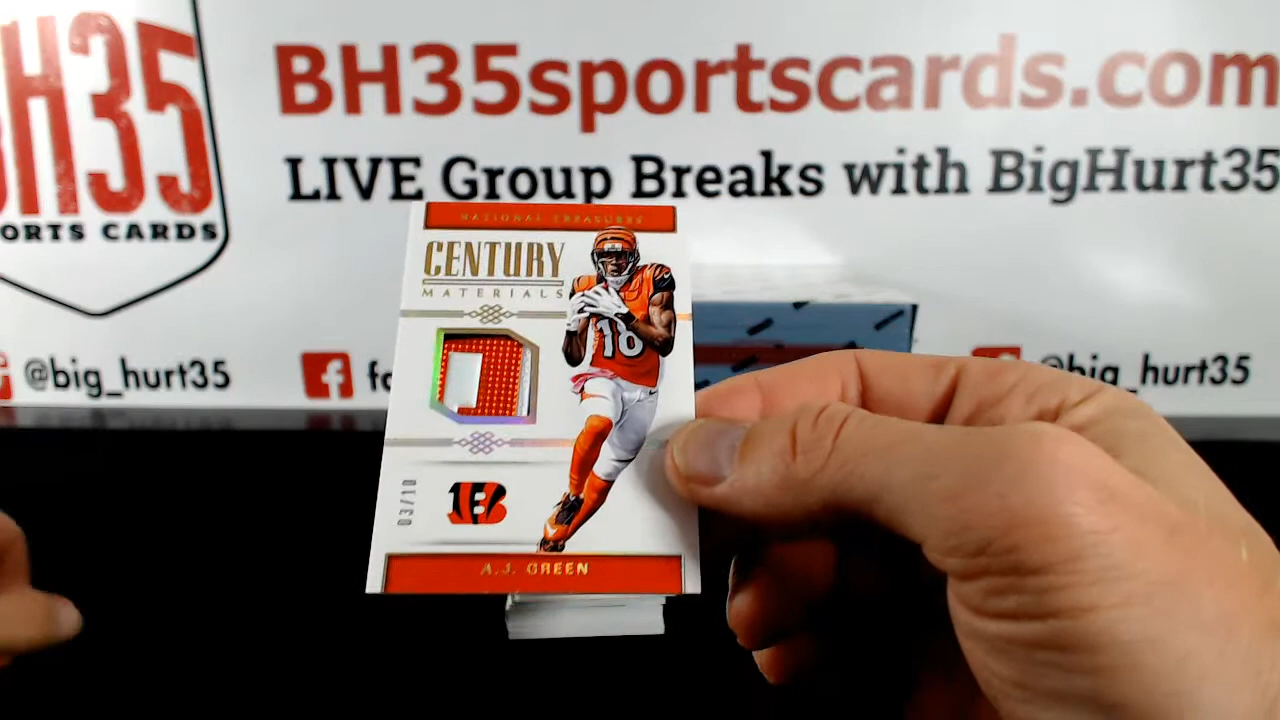 BH35sportscards.com
LIVE Group Breaks with BigHurt35
H35
ORTS CARDS
@big_hurt35
f
@big_hurt35
NATIONAL TREASURES
CENTURY
MATERIALS
18
03/10
B
A.J. GREEN